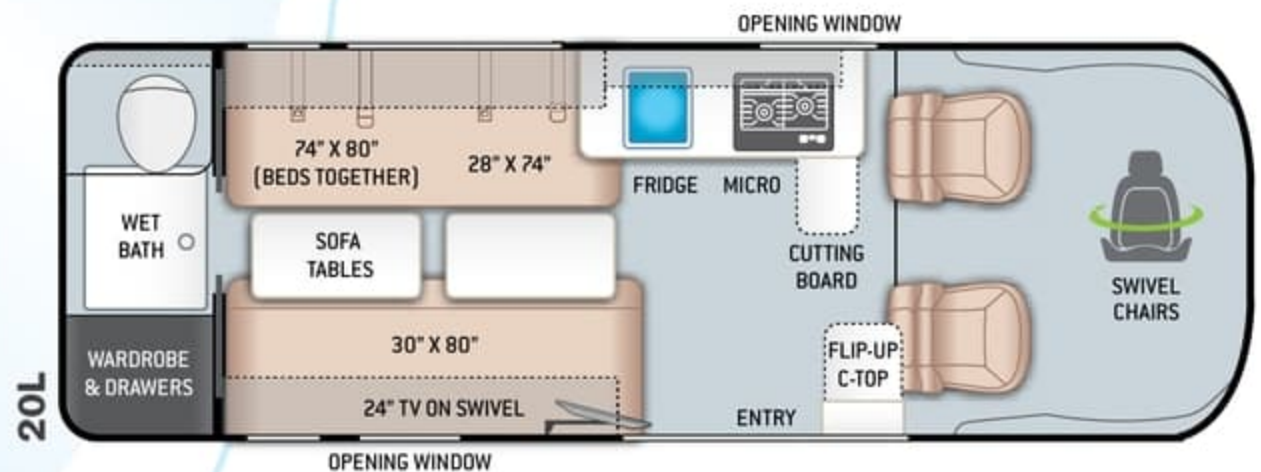 OPENING WINDOW
74" X 80"
(BEDS TOGETHER)
28" X 74"
FRIDGE
MICRO
WET
BATH
SOFA
TABLES
CUTTING
BOARD
SWIVEL
CHAIRS
30" X 80"
WARDROBE
& DRAWERS
FLIP-UP
C-TOP
24" TV ON SWIVEL
ENTRY
20L
OPENING WINDOW